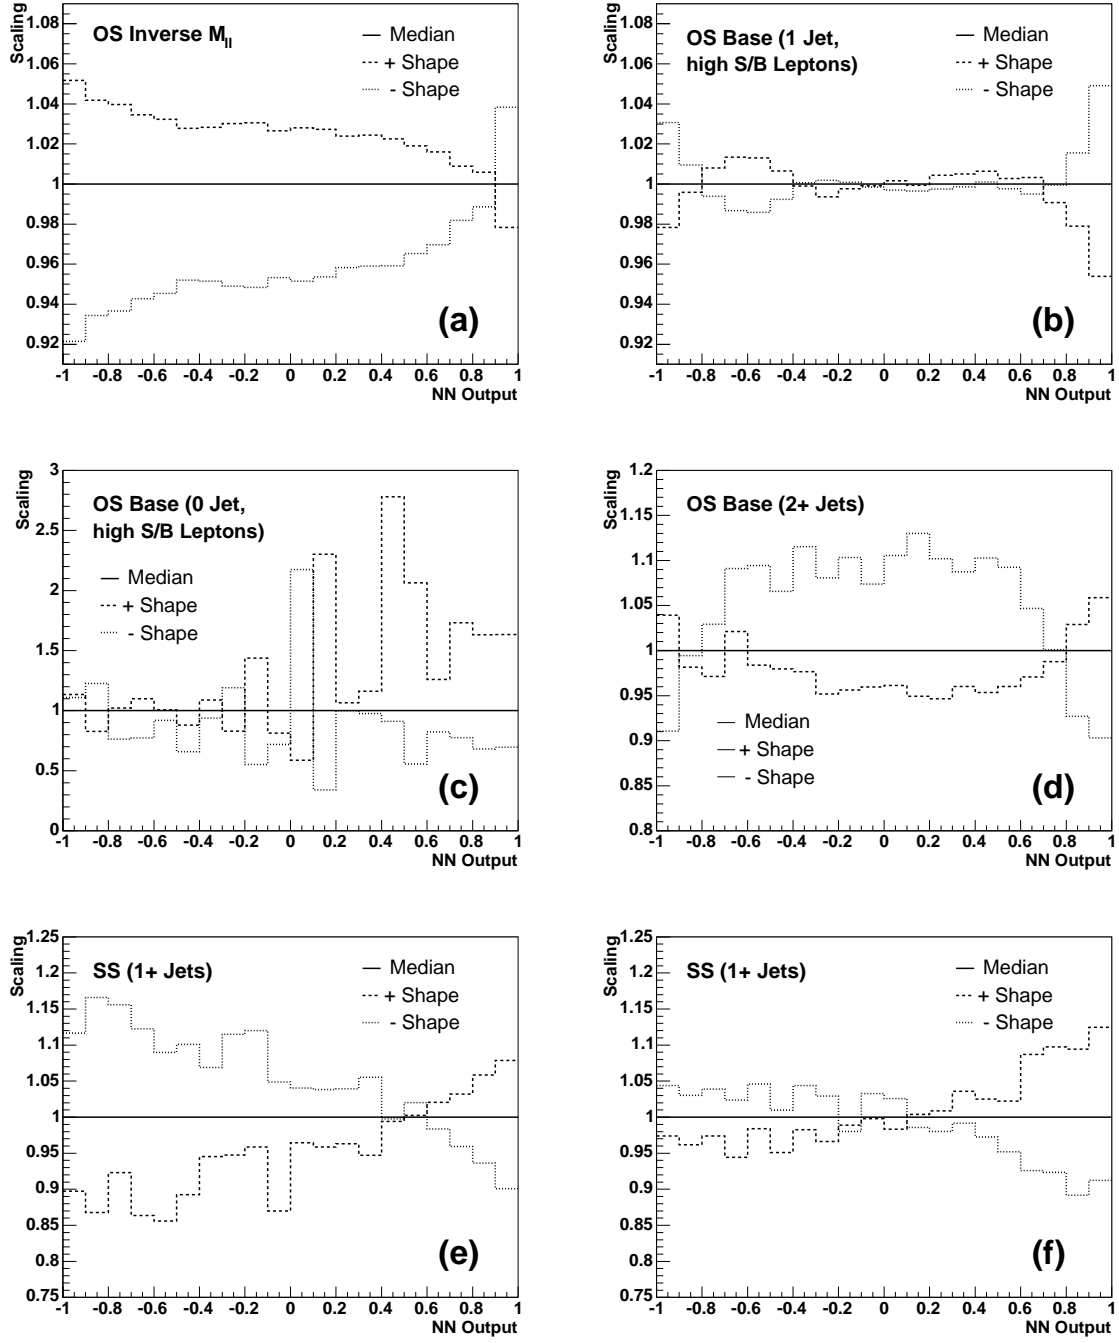 Scaling
1.08
1.06
1.04
1.02
1
0.98
0.96
0.94
0.92
OS Inverse M_ll
Median
+ Shape
- Shape
(a)
-1 -0.8 -0.6 -0.4 -0.2 0 0.2 0.4 0.6 0.8 1
NN Output
Scaling
1.08
1.06
1.04
1.02
1
0.98
0.96
0.94
0.92
OS Base (1 Jet,
high S/B Leptons)
Median
+ Shape
- Shape
(b)
-1 -0.8 -0.6 -0.4 -0.2 0 0.2 0.4 0.6 0.8 1
NN Output
Scaling
3
2.5
2
1.5
1
0.5
0
OS Base (0 Jet,
high S/B Leptons)
Median
+ Shape
- Shape
(c)
-1 -0.8 -0.6 -0.4 -0.2 0 0.2 0.4 0.6 0.8 1
NN Output
Scaling
1.2
1.15
1.1
1.05
1
0.95
0.9
0.85
0.8
OS Base (2+ Jets)
Median
+ Shape
- Shape
(d)
-1 -0.8 -0.6 -0.4 -0.2 0 0.2 0.4 0.6 0.8 1
NN Output
Scaling
1.25
1.2
1.15
1.1
1.05
1
0.95
0.9
0.85
0.8
0.75
SS (1+ Jets)
Median
+ Shape
- Shape
(e)
-1 -0.8 -0.6 -0.4 -0.2 0 0.2 0.4 0.6 0.8 1
NN Output
Scaling
1.25
1.2
1.15
1.1
1.05
1
0.95
0.9
0.85
0.8
0.75
SS (1+ Jets)
Median
+ Shape
- Shape
(f)
-1 -0.8 -0.6 -0.4 -0.2 0 0.2 0.4 0.6 0.8 1
NN Output